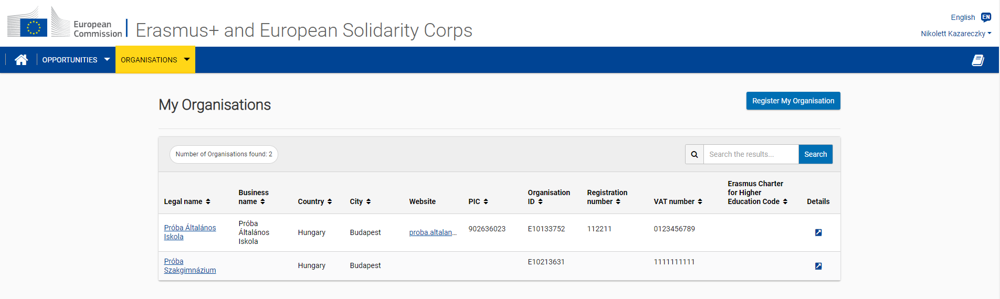 European
Commission
Erasmus+ and European Solidarity Corps
English EN
Nikolett Kazareczky
OPPORTUNITIES ORGANISATIONS
My Organisations
Register My Organisation
Number of Organisations found: 2
Search the results... Search
Legal name Business name Country City Website PIC Organisation ID Registration number VAT number Erasmus Charter for Higher Education Code Details
Próba Általános Iskola Próba Általános Iskola Hungary Budapest proba.altalan... 902636023 E10133752 112211 0123456789
Próba Szakgimnázium Hungary Budapest E10213631 1111111111